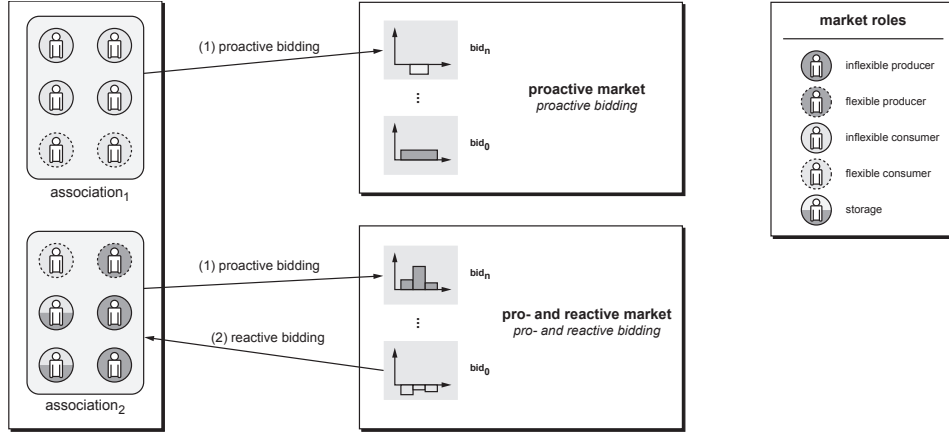 association1
association2
(1) proactive bidding
(1) proactive bidding
(2) reactive bidding
bidn
...
bid0
proactive market
proactive bidding
bidn
...
bid0
pro- and reactive market
pro- and reactive bidding
market roles
inflexible producer
flexible producer
inflexible consumer
flexible consumer
storage